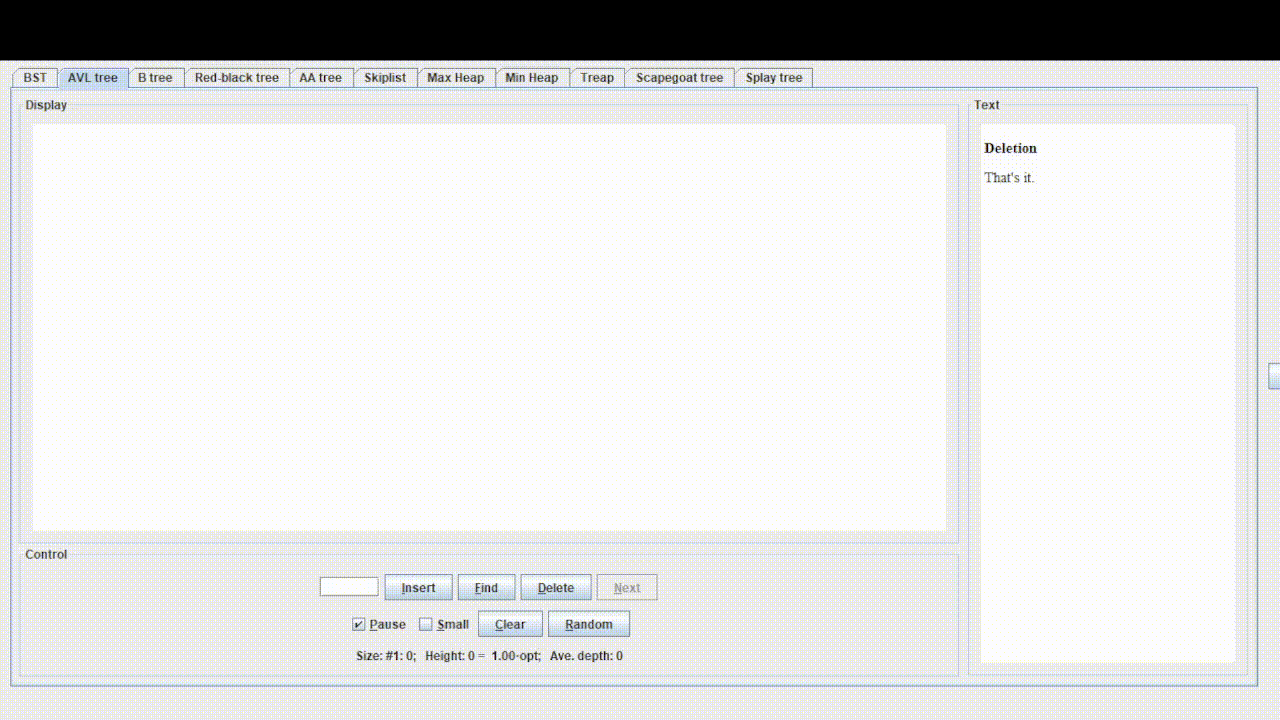 BST AVL tree B tree Red-black tree AA tree Skiplist Max Heap Min Heap Treap Scapegoat tree Splay tree
Display
Text
Deletion
That's it.
Control
Insert Find Delete Next
Pause Small Clear Random
Size: #1: 0; Height: 0 = 1.00·opt; Ave. depth: 0